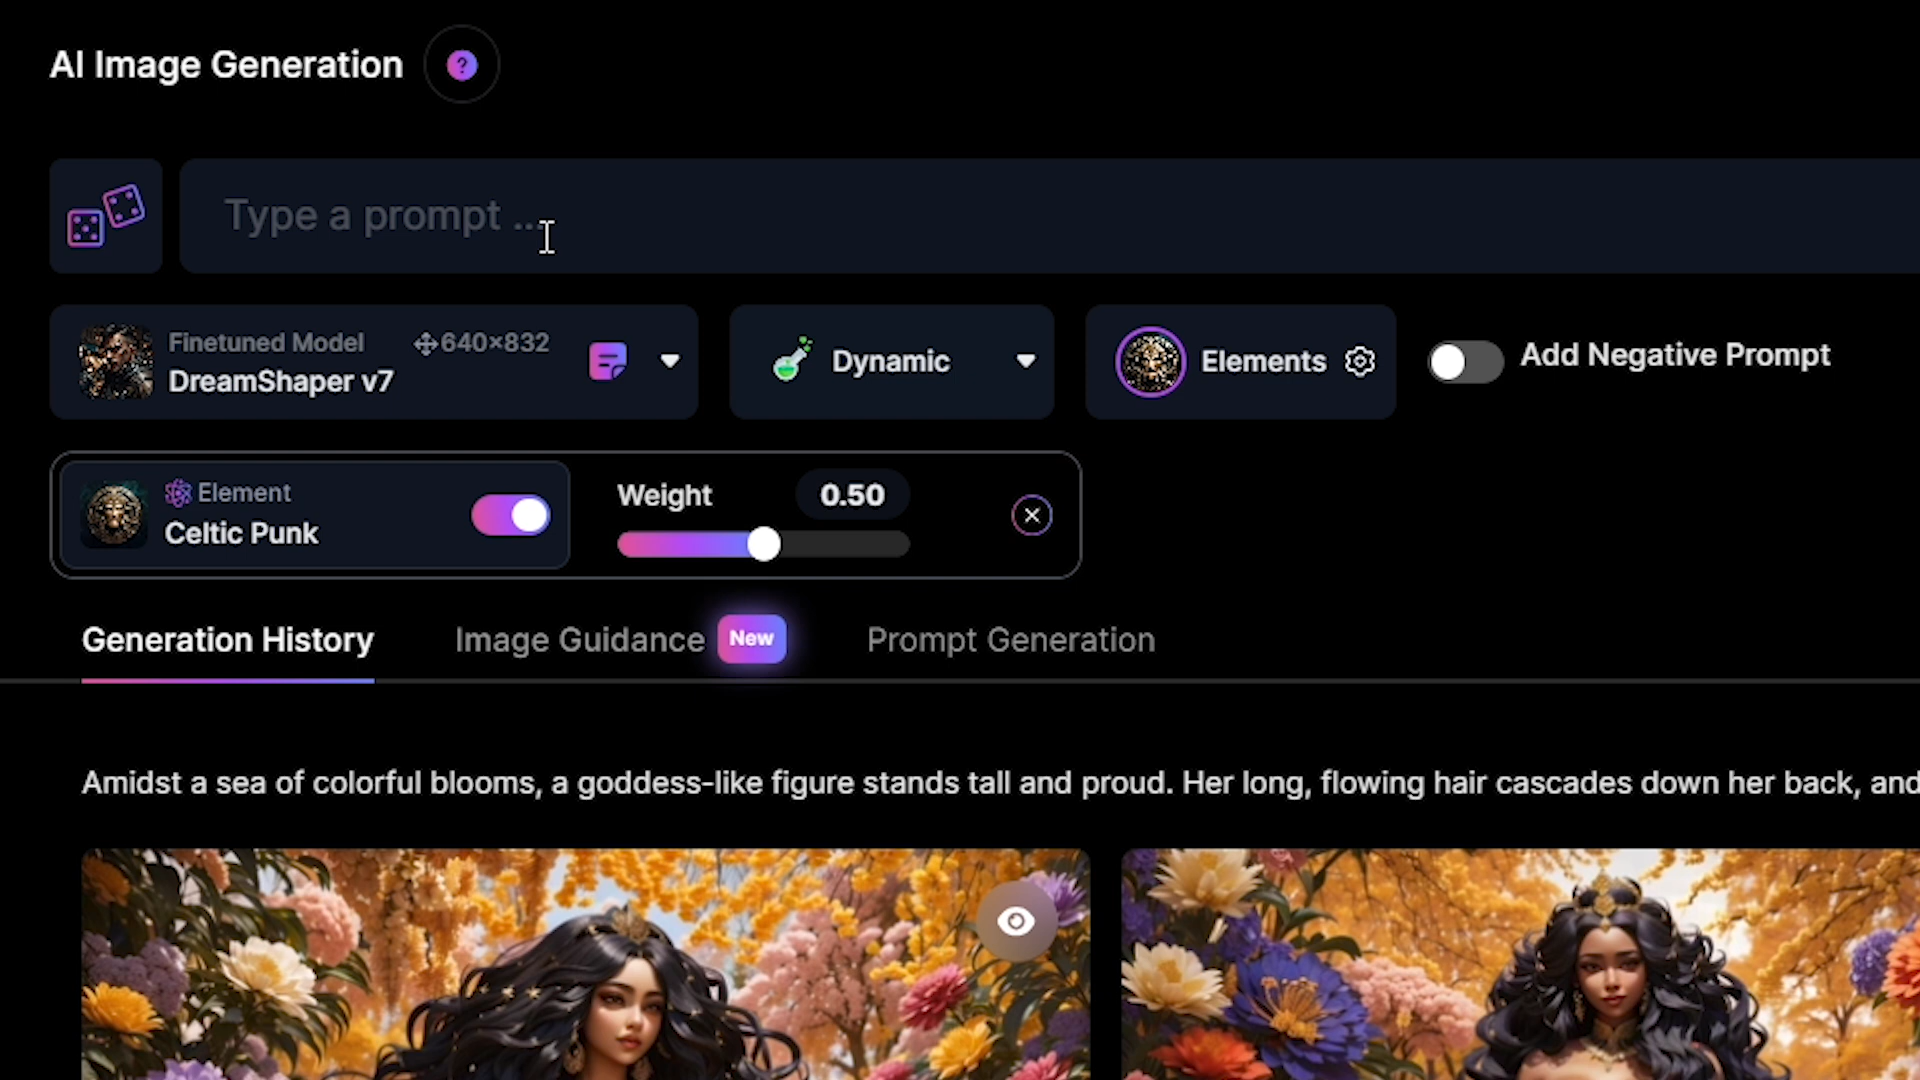 AI Image Generation ?
Type a prompt ...
Finetuned Model 640×832
DreamShaper v7
Dynamic
Elements
Add Negative Prompt
Element
Celtic Punk
Weight 0.50
Generation History
Image Guidance New
Prompt Generation
Amidst a sea of colorful blooms, a goddess-like figure stands tall and proud. Her long, flowing hair cascades down her back, and